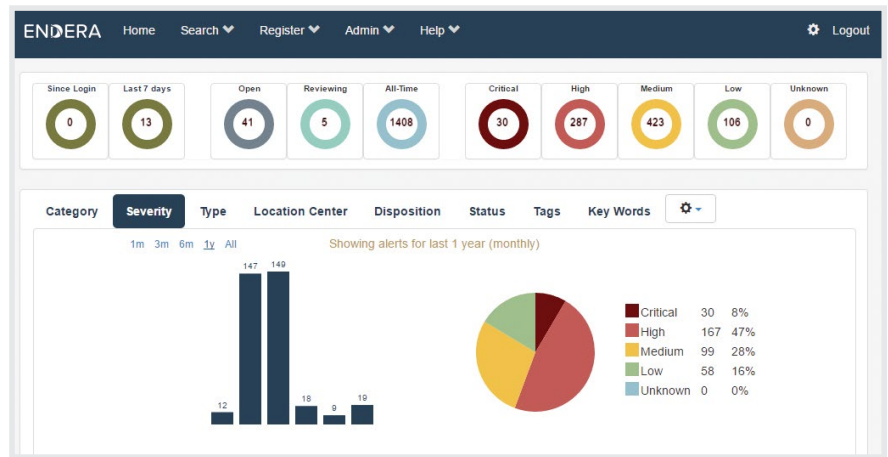 ENDERA Home Search Register Admin Help Logout
Since Login Last 7 days Open Reviewing All-Time Critical High Medium Low Unknown
0 13 41 5 1408 30 287 423 106 0
Category Severity Type Location Center Disposition Status Tags Key Words
1m 3m 6m 1y All Showing alerts for last 1 year (monthly)
147 149
12 18 9 19
Critical 30 8%
High 167 47%
Medium 99 28%
Low 58 16%
Unknown 0 0%